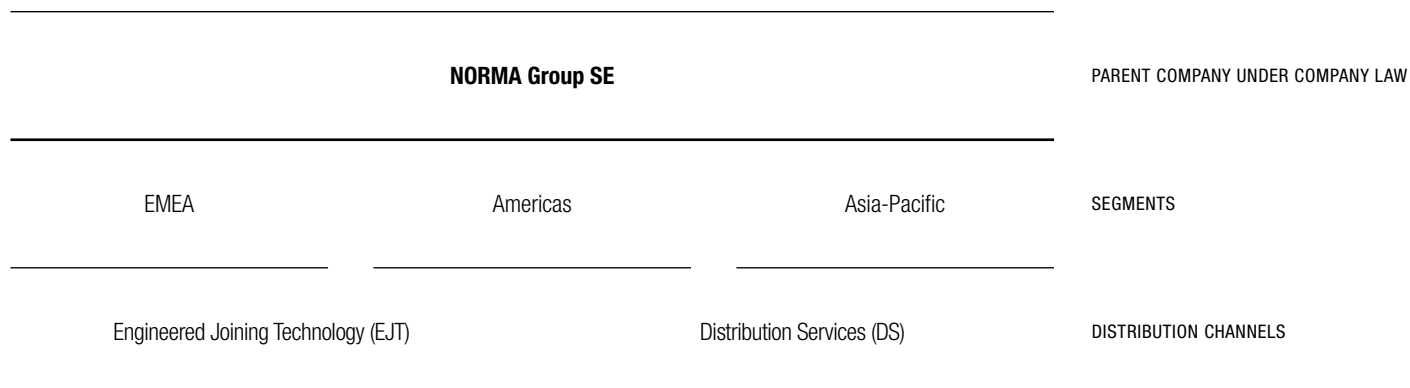 NORMA Group SE PARENT COMPANY UNDER COMPANY LAW
EMEA Americas Asia-Pacific SEGMENTS
Engineered Joining Technology (EJT) Distribution Services (DS) DISTRIBUTION CHANNELS